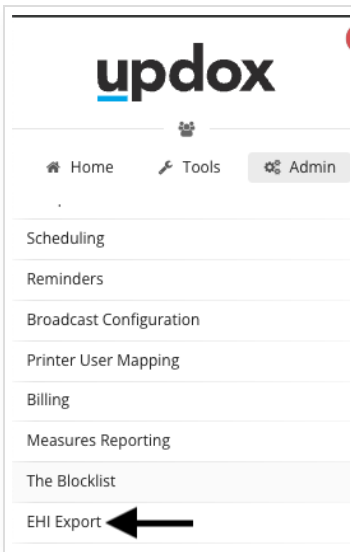 updox
Home Tools Admin
Scheduling
Reminders
Broadcast Configuration
Printer User Mapping
Billing
Measures Reporting
The Blocklist
EHI Export